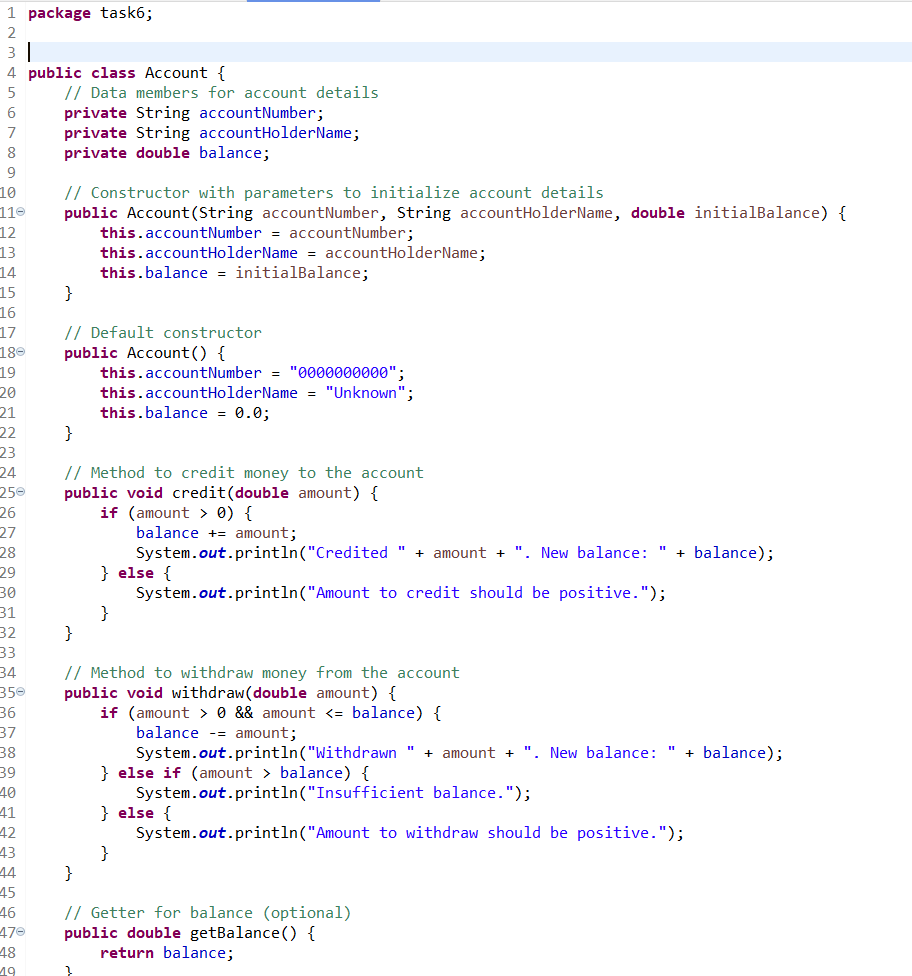 1 package task6;
2
3
4 public class Account {
5     // Data members for account details
6     private String accountNumber;
7     private String accountHolderName;
8     private double balance;
9
10     // Constructor with parameters to initialize account details
11     public Account(String accountNumber, String accountHolderName, double initialBalance) {
12         this.accountNumber = accountNumber;
13         this.accountHolderName = accountHolderName;
14         this.balance = initialBalance;
15     }
16
17     // Default constructor
18     public Account() {
19         this.accountNumber = "0000000000";
20         this.accountHolderName = "Unknown";
21         this.balance = 0.0;
22     }
23
24     // Method to credit money to the account
25     public void credit(double amount) {
26         if (amount > 0) {
27             balance += amount;
28             System.out.println("Credited " + amount + ". New balance: " + balance);
29         } else {
30             System.out.println("Amount to credit should be positive.");
31         }
32     }
33
34     // Method to withdraw money from the account
35     public void withdraw(double amount) {
36         if (amount > 0 && amount <= balance) {
37             balance -= amount;
38             System.out.println("Withdrawn " + amount + ". New balance: " + balance);
39         } else if (amount > balance) {
40             System.out.println("Insufficient balance.");
41         } else {
42             System.out.println("Amount to withdraw should be positive.");
43         }
44     }
45
46     // Getter for balance (optional)
47     public double getBalance() {
48         return balance;
49     }